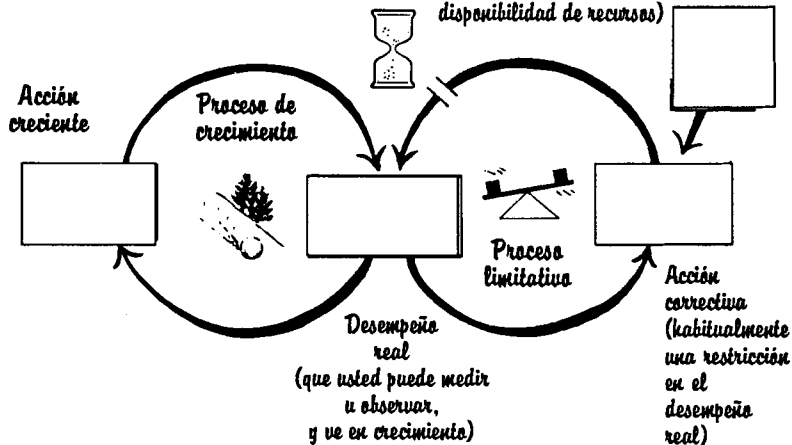 disponibilidad de recursos)
Acción
creciente
Proceso de
crecimiento
Proceso
limitativo
Desempeño
real
(que usted puede medir
u observar,
y ve en crecimiento)
Acción
correctiva
(habitualmente
una restricción
en el
desempeño
real)